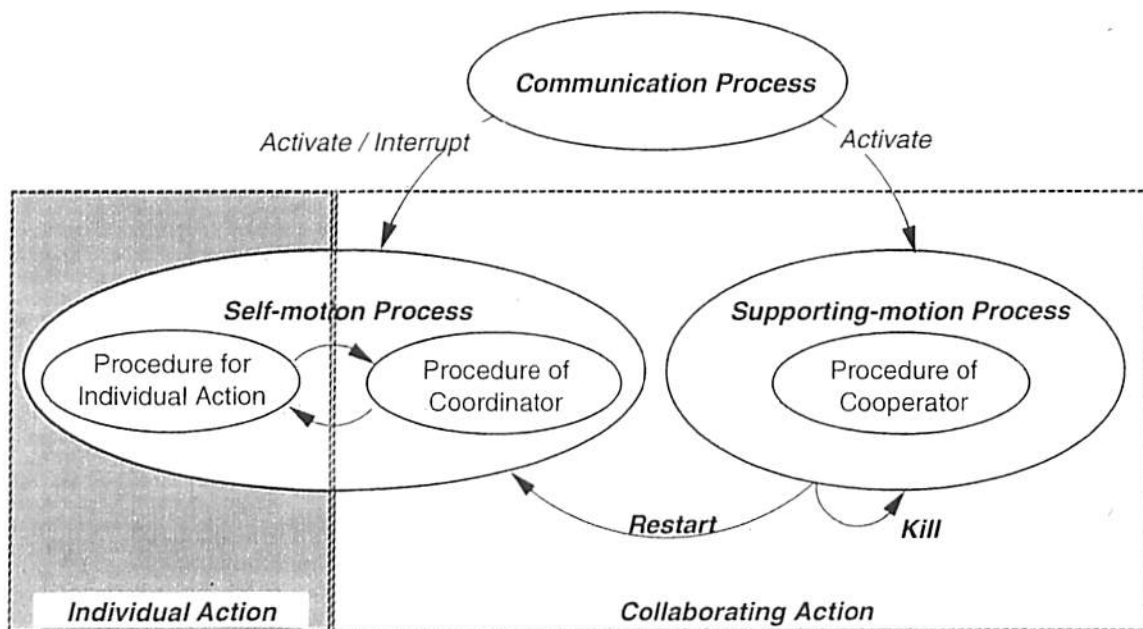 Communication Process
Activate / Interrupt
Activate
Self-motion Process
Supporting-motion Process
Procedure for
Individual Action
Procedure of
Coordinator
Procedure of
Cooperator
Restart
Kill
Individual Action
Collaborating Action